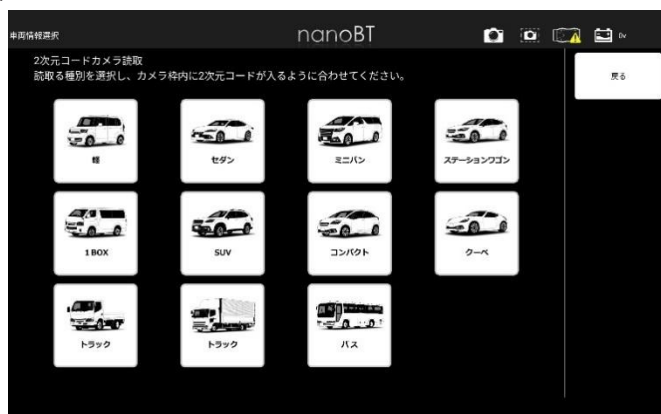 車両情報選択
nanoBT
0v
2次元コードカメラ読取
読取る種別を選択し、カメラ枠内に2次元コードが入るように合わせてください。
戻る
軽
セダン
ミニバン
ステーションワゴン
1 BOX
SUV
コンパクト
クーペ
トラック
トラック
バス